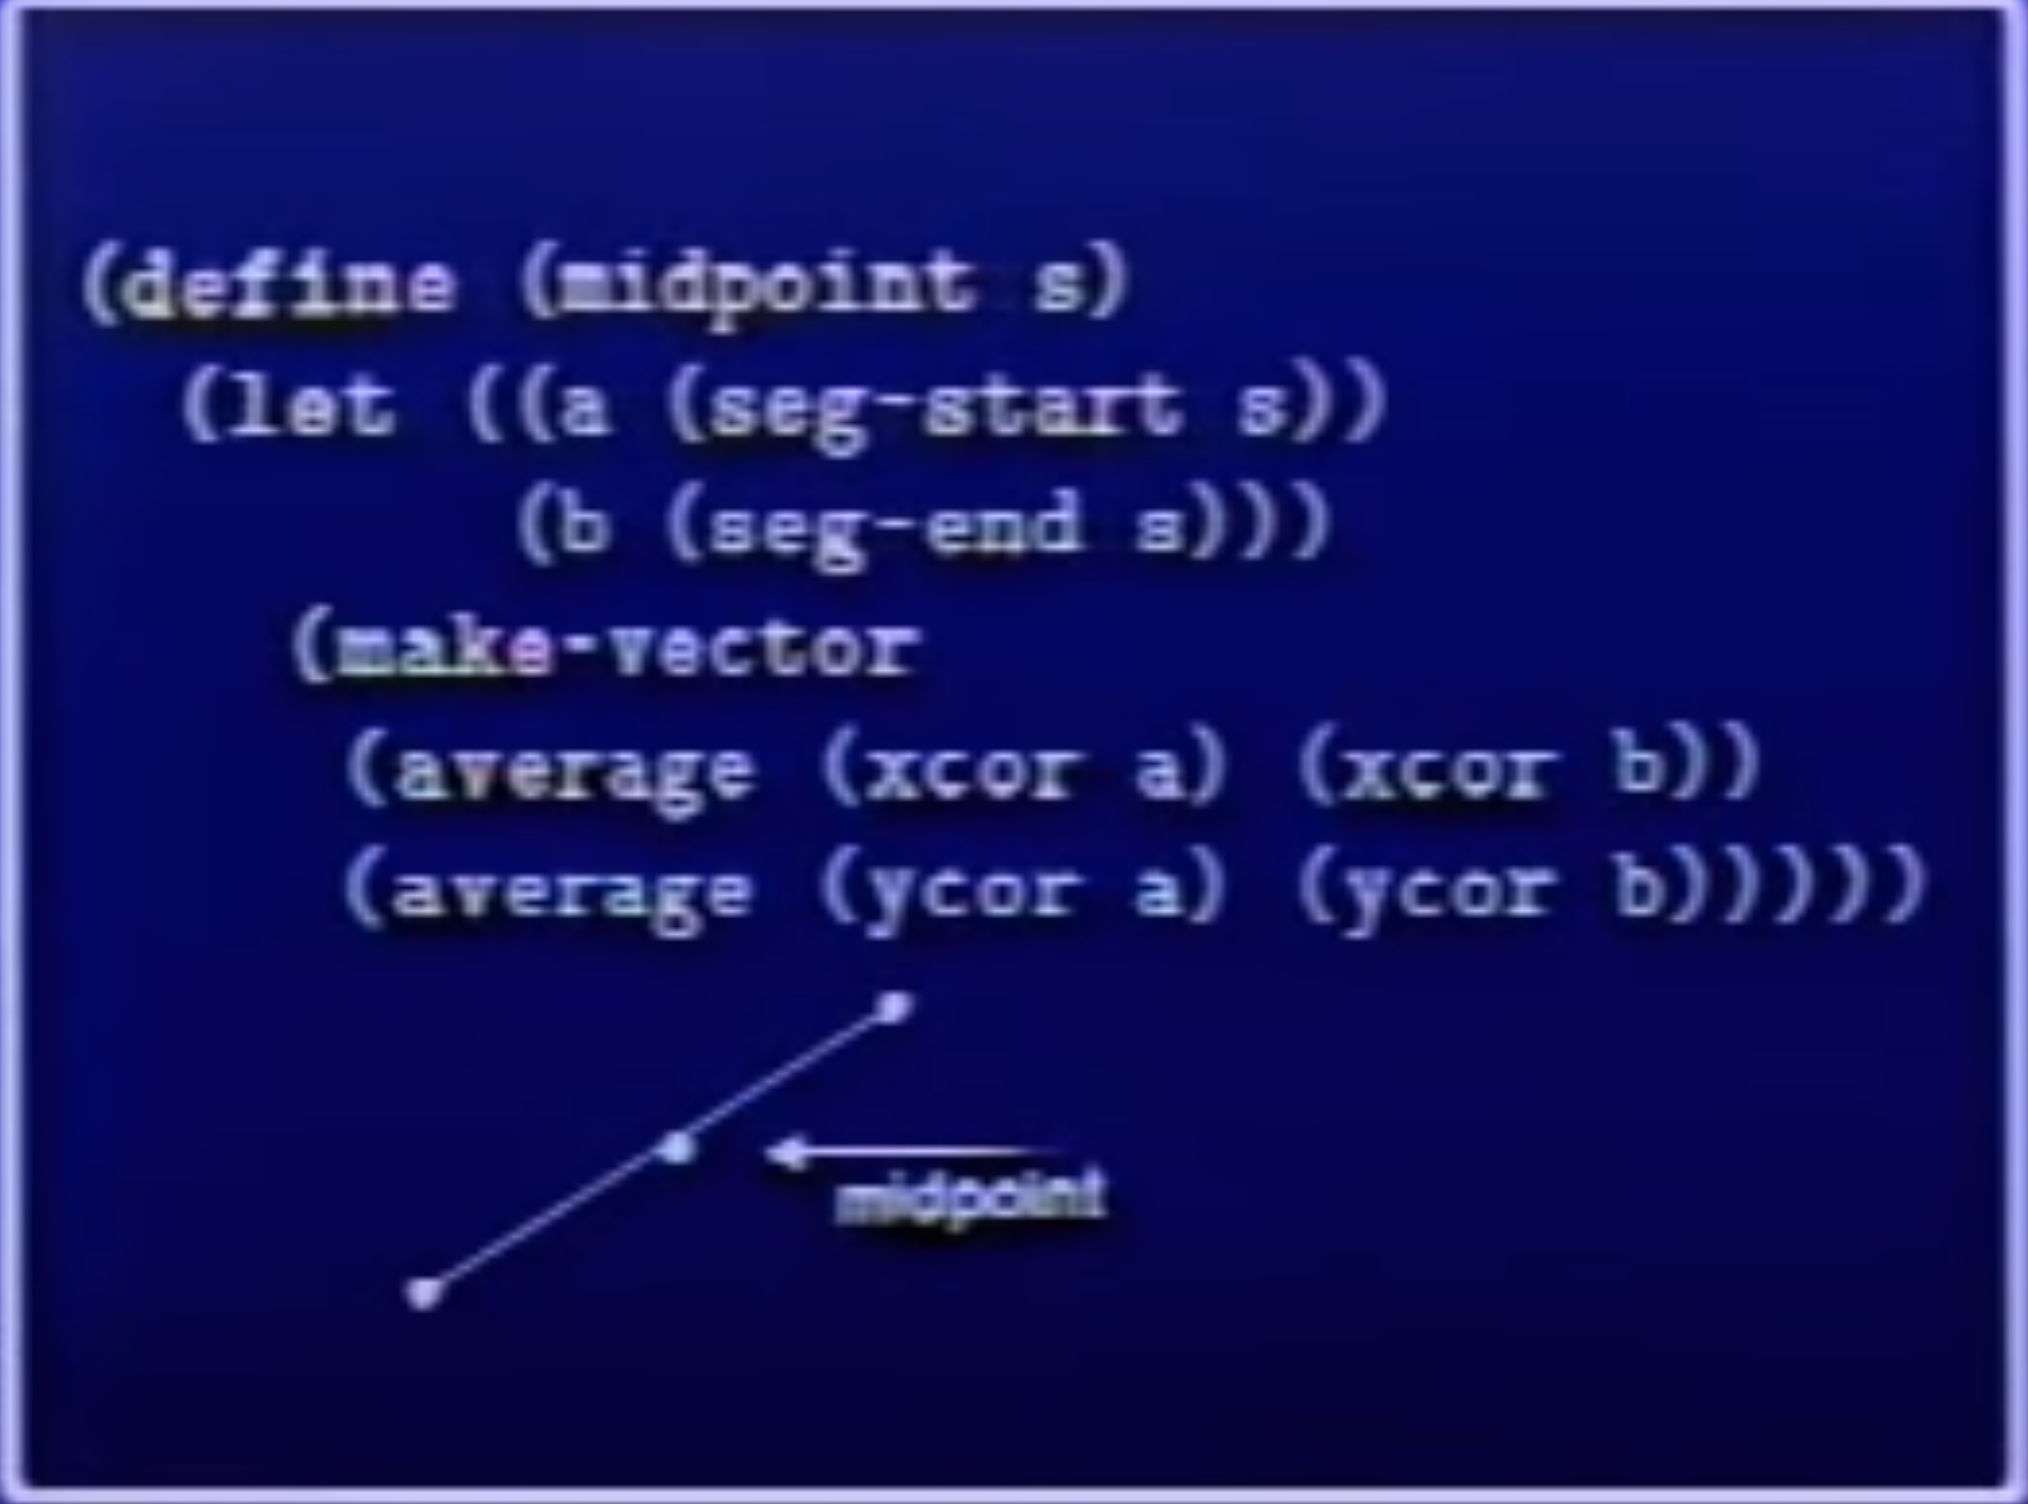 (define (midpoint s)
(let ((a (seg-start s))
(b (seg-end s)))
(make-vector
(average (xcor a) (xcor b))
(average (ycor a) (ycor b)))))
midpoint